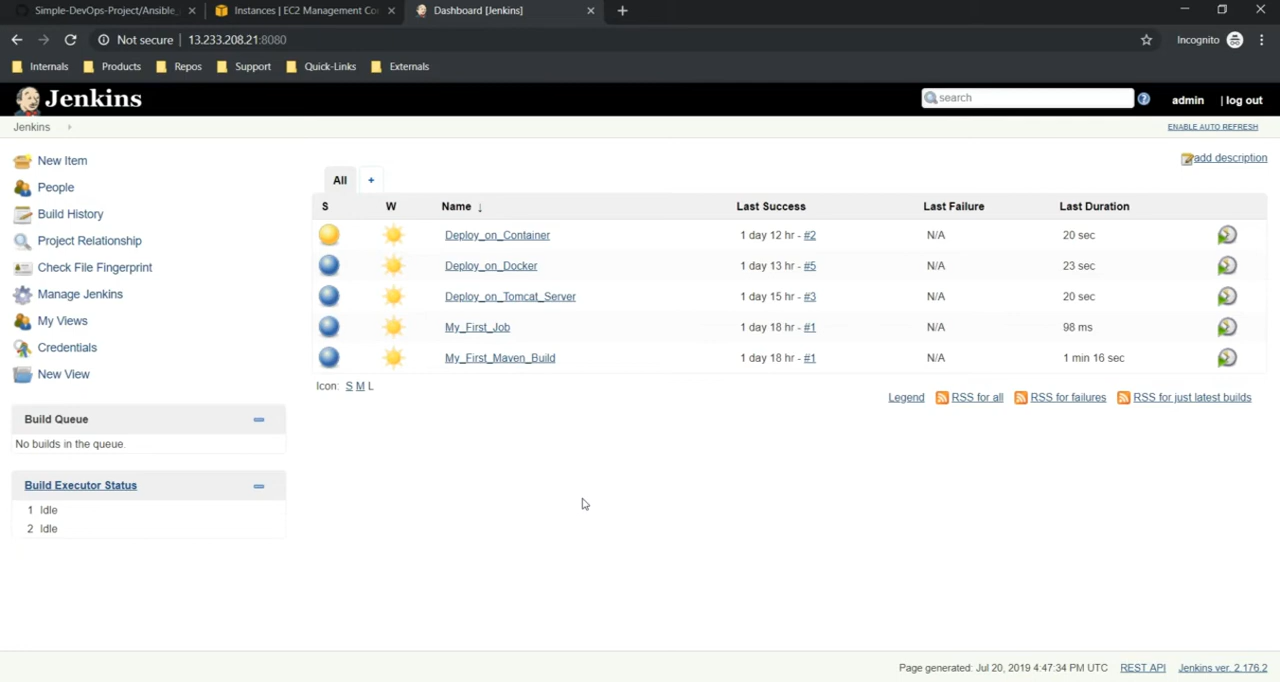 Simple-DevOps-Project/Ansible_ Instances | EC2 Management Co Dashboard [Jenkins]
Not secure | 13.233.208.21:8080 Incognito
Internals Products Repos Support Quick-Links Externals
Jenkins search admin | log out
Jenkins ENABLE AUTO REFRESH
New Item
People
Build History
Project Relationship
Check File Fingerprint
Manage Jenkins
My Views
Credentials
New View
Build Queue
No builds in the queue.
Build Executor Status
1 Idle
2 Idle
add description
All +
S W Name ↓ Last Success Last Failure Last Duration
Deploy_on_Container 1 day 12 hr - #2 N/A 20 sec
Deploy_on_Docker 1 day 13 hr - #5 N/A 23 sec
Deploy_on_Tomcat_Server 1 day 15 hr - #3 N/A 20 sec
My_First_Job 1 day 18 hr - #1 N/A 98 ms
My_First_Maven_Build 1 day 18 hr - #1 N/A 1 min 16 sec
Icon: S M L
Legend RSS for all RSS for failures RSS for just latest builds
Page generated: Jul 20, 2019 4:47:34 PM UTC REST API Jenkins ver. 2.176.2